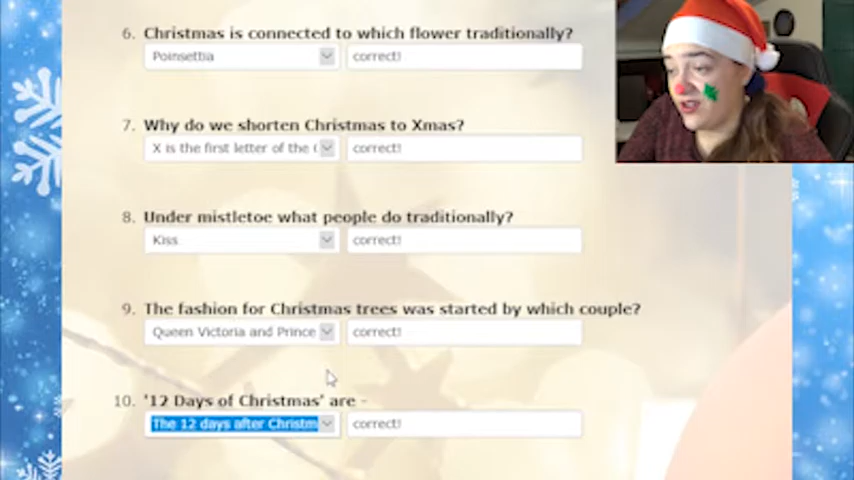 6. Christmas is connected to which flower traditionally?
Poinsettia correct!
7. Why do we shorten Christmas to Xmas?
X is the first letter of the ( correct!
8. Under mistletoe what people do traditionally?
Kiss correct!
9. The fashion for Christmas trees was started by which couple?
Queen Victoria and Prince correct!
10. '12 Days of Christmas' are -
The 12 days after Christm correct!